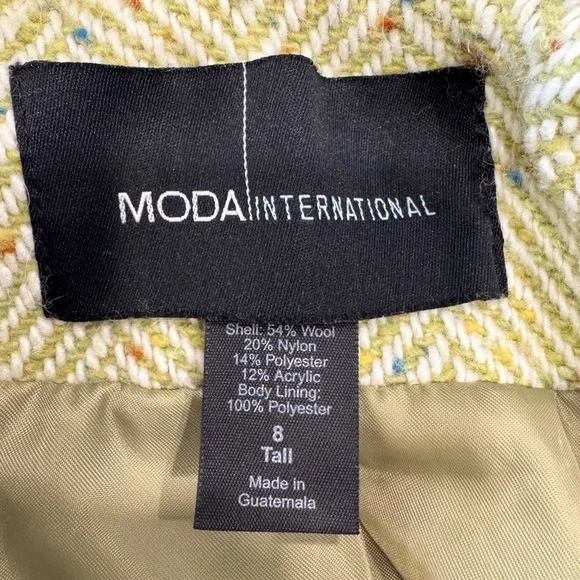 MODA INTERNATIONAL
Shell: 54% Wool
20% Nylon
14% Polyester
12% Acrylic
Body Lining:
100% Polyester
8
Tall
Made in
Guatemala